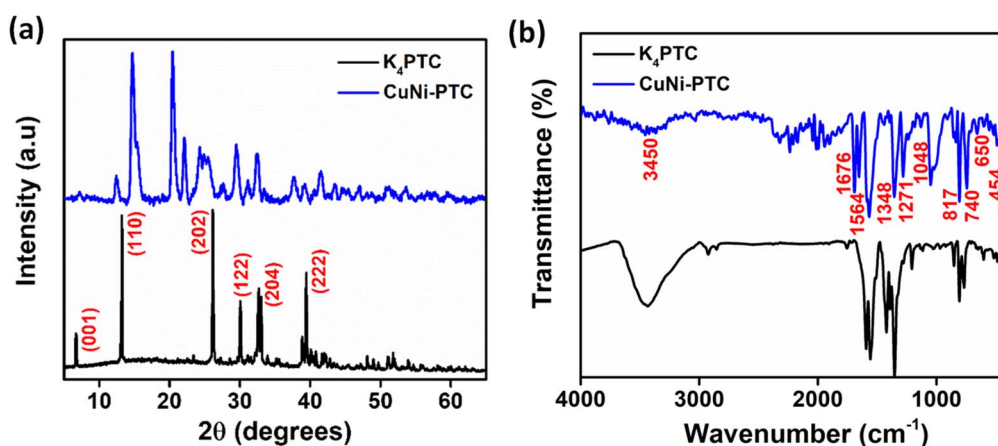 (a)
K₄PTC
CuNi-PTC
Intensity (a.u)
(001)
(110)
(202)
(122)
(204)
(222)
10 20 30 40 50 60
2θ (degrees)
(b)
K₄PTC
CuNi-PTC
Transmittance (%)
3450
1676
1564
1348
1271
1048
817
740
650
454
4000 3000 2000 1000
Wavenumber (cm⁻¹)